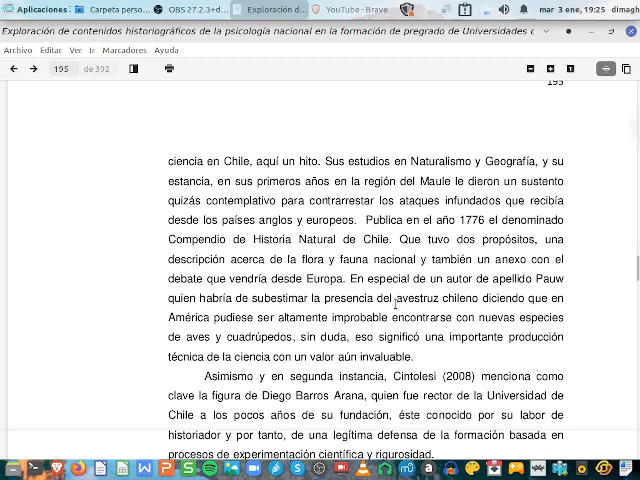 Aplicaciones
Carpeta perso...
OBS 27.2.3+d...
Exploración d...
YouTube - Brave
mar 3 ene, 19:25
dimagh
Exploración de contenidos historiográficos de la psicología nacional en la formación de pregrado de Universidades c
Archivo Editar Ver Ir Marcadores Ayuda
195 de 392
195
ciencia en Chile, aquí un hito. Sus estudios en Naturalismo y Geografía, y su
estancia, en sus primeros años en la región del Maule le dieron un sustento
quizás contemplativo para contrarrestar los ataques infundados que recibía
desde los países anglos y europeos. Publica en el año 1776 el denominado
Compendio de Historia Natural de Chile. Que tuvo dos propósitos, una
descripción acerca de la flora y fauna nacional y también un anexo con el
debate que vendría desde Europa. En especial de un autor de apellido Pauw
quien habría de subestimar la presencia del avestruz chileno diciendo que en
América pudiese ser altamente improbable encontrarse con nuevas especies
de aves y cuadrúpedos, sin duda, eso significó una importante producción
técnica de la ciencia con un valor aún invaluable.
Asimismo y en segunda instancia, Cintolesi (2008) menciona como
clave la figura de Diego Barros Arana, quien fue rector de la Universidad de
Chile a los pocos años de su fundación, éste conocido por su labor de
historiador y por tanto, de una legítima defensa de la formación basada en
procesos de experimentación científica y rigurosidad.